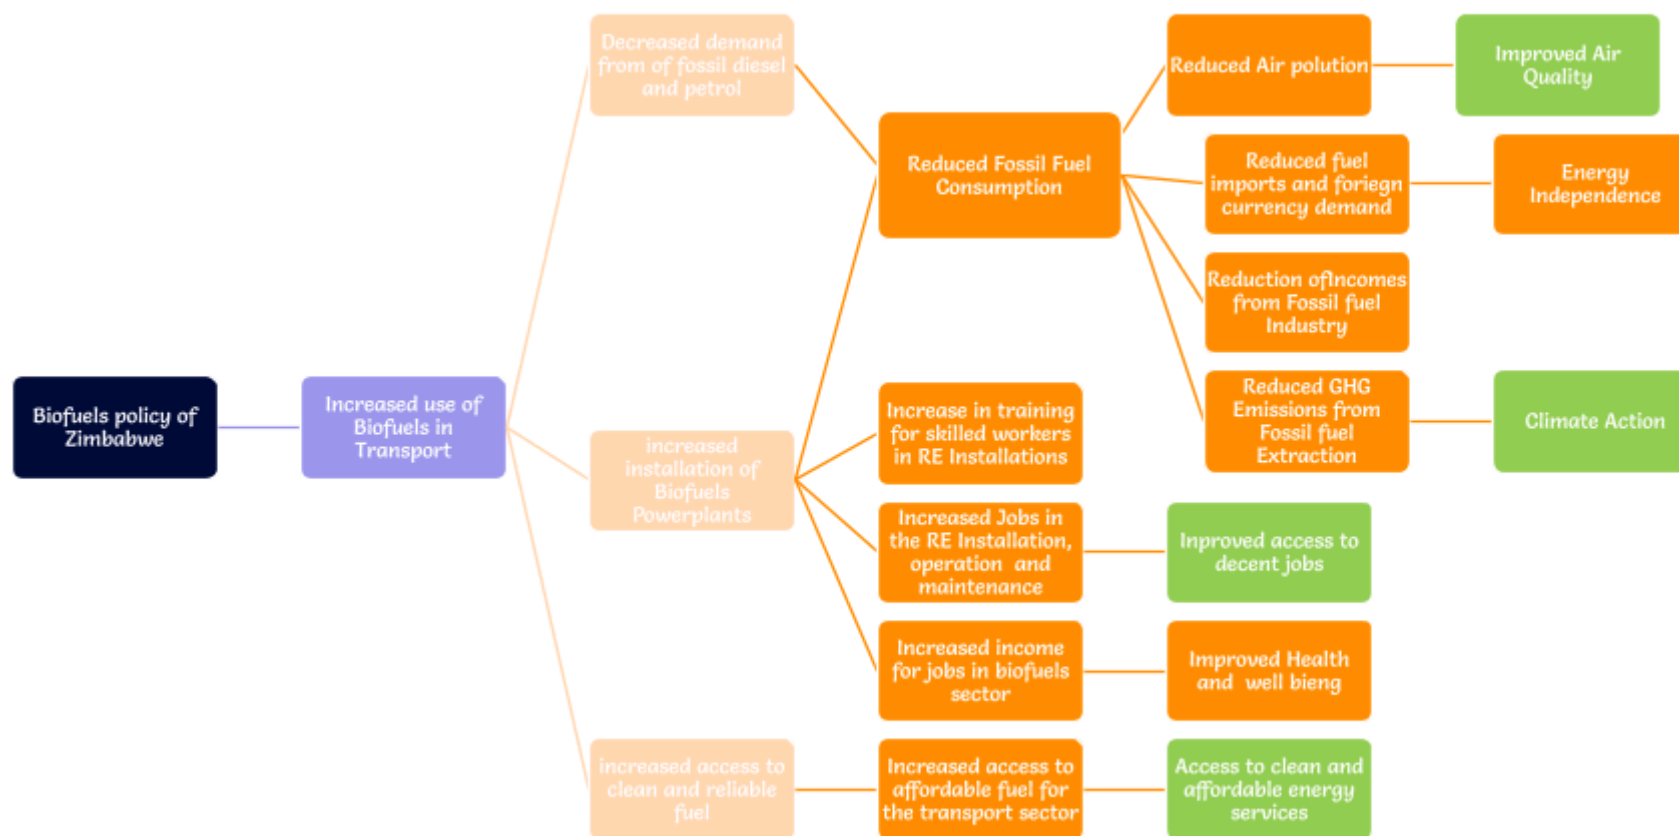 Decreased demand
from of fossil diesel
and petrol
Reduced Air polution
Improved Air
Quality
Reduced Fossil Fuel
Consumption
Reduced fuel
imports and foriegn
currency demand
Energy
Independence
Reduction ofIncomes
from Fossil fuel
Industry
Biofuels policy of
Zimbabwe
Increased use of
Biofuels in
Transport
increased
installation of
Biofuels
Powerplants
Increase in training
for skilled workers
in RE Installations
Reduced GHG
Emissions from
Fossil fuel
Extraction
Climate Action
Increased Jobs in
the RE Installation,
operation and
maintenance
Inproved access to
decent jobs
Increased income
for jobs in biofuels
sector
Improved Health
and well bieng
increased access to
clean and reliable
fuel
Increased access to
affordable fuel for
the transport sector
Access to clean and
affordable energy
services